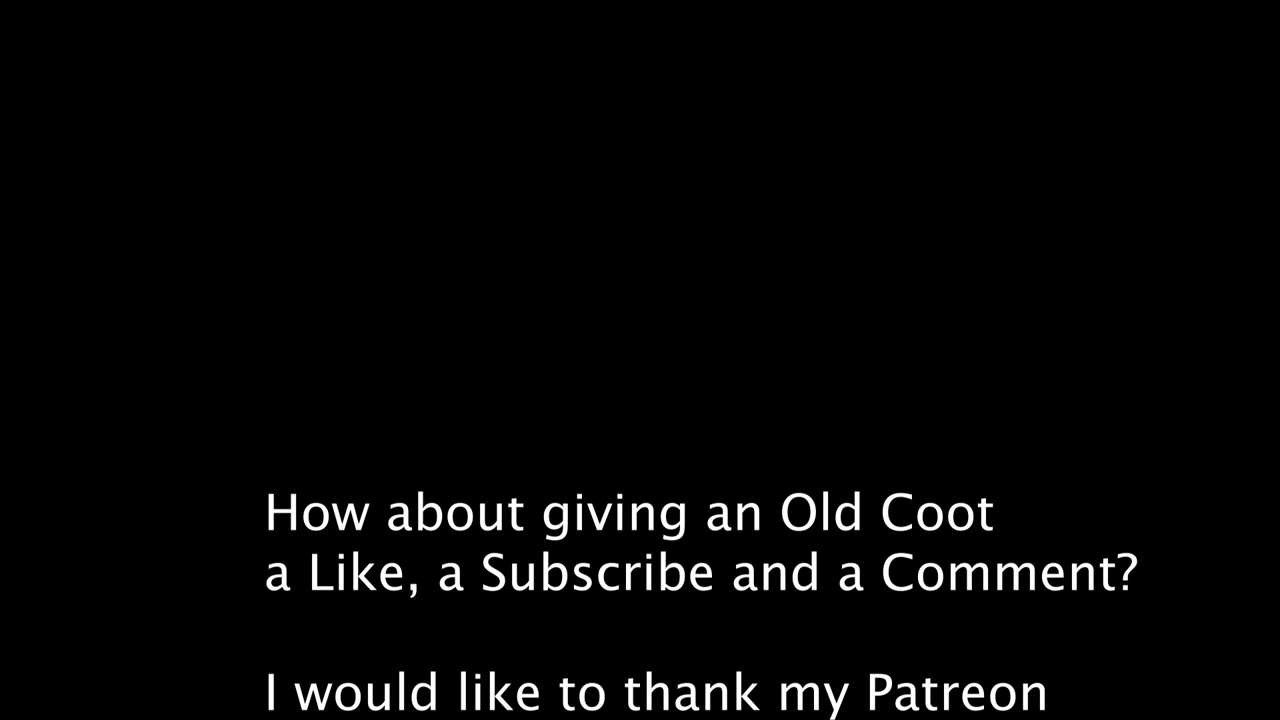 How about giving an Old Coot
a Like, a Subscribe and a Comment?
I would like to thank my Patreon